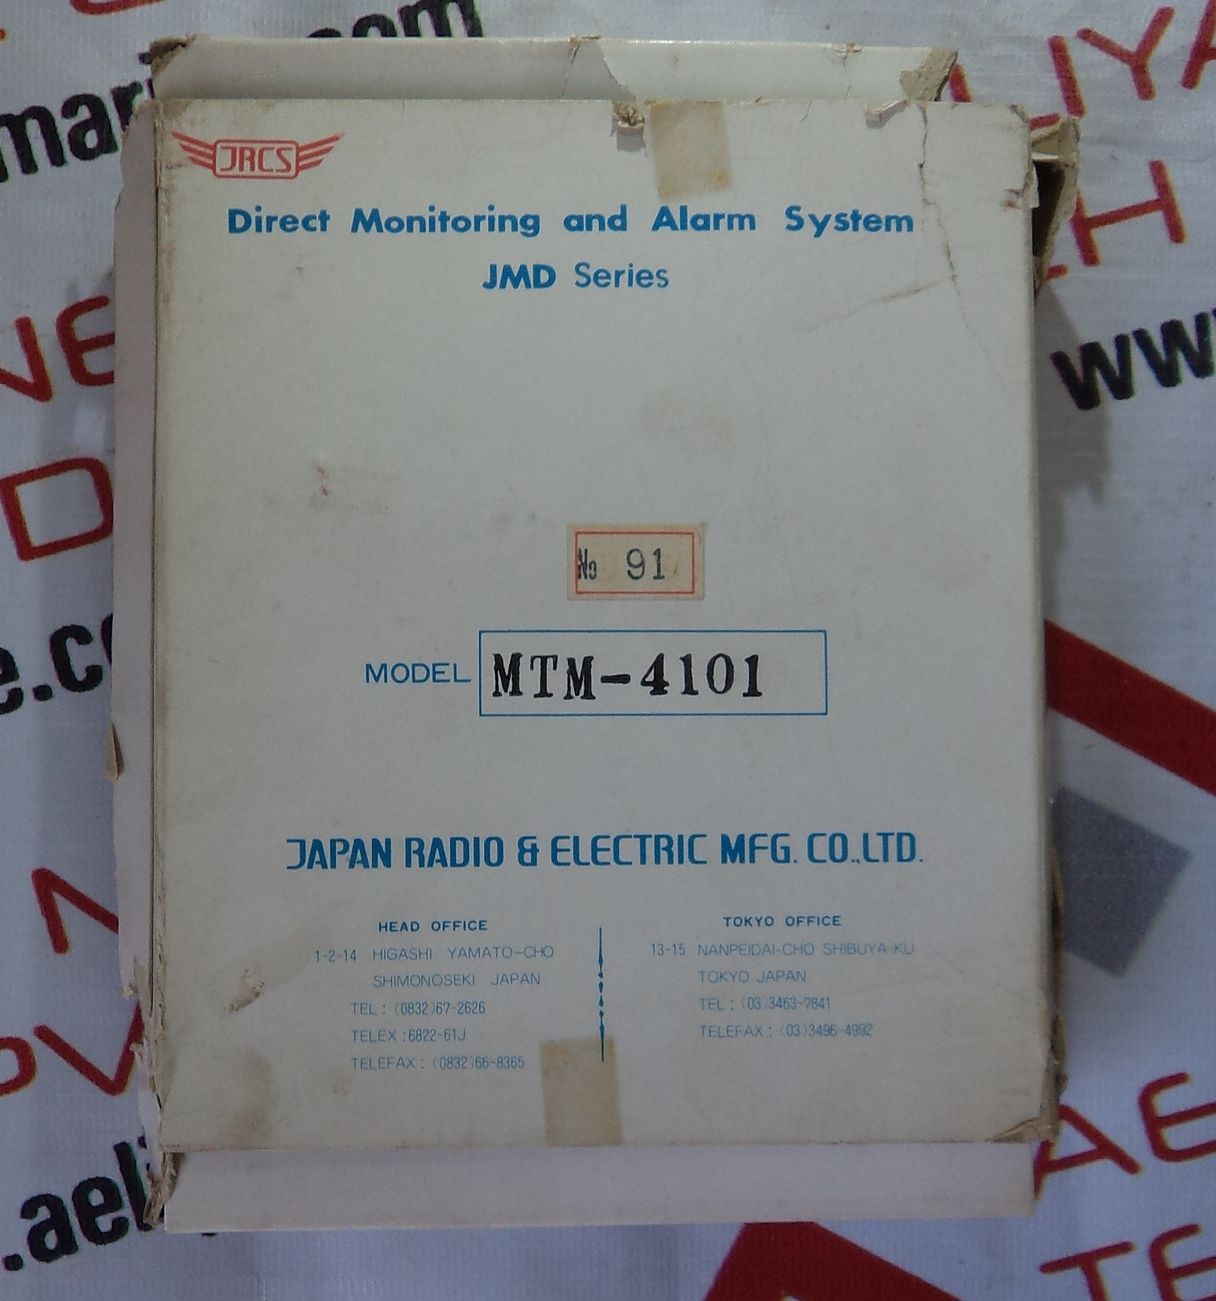 JRCS
Direct Monitoring and Alarm System
JMD Series
No 91
MODEL MTM-4101
JAPAN RADIO & ELECTRIC MFG. CO.,LTD.
HEAD OFFICE
1-2-14 HIGASHI YAMATO-CHO
SHIMONOSEKI JAPAN
TEL : (0832)67-2626
TELEX :6822-61J
TELEFAX : (0832)66-8365
TOKYO OFFICE
13-15 NANPEIDAI-CHO SHIBUYA-KU
TOKYO JAPAN
TEL : (03)3463-7841
TELEFAX : (03)3496-4992